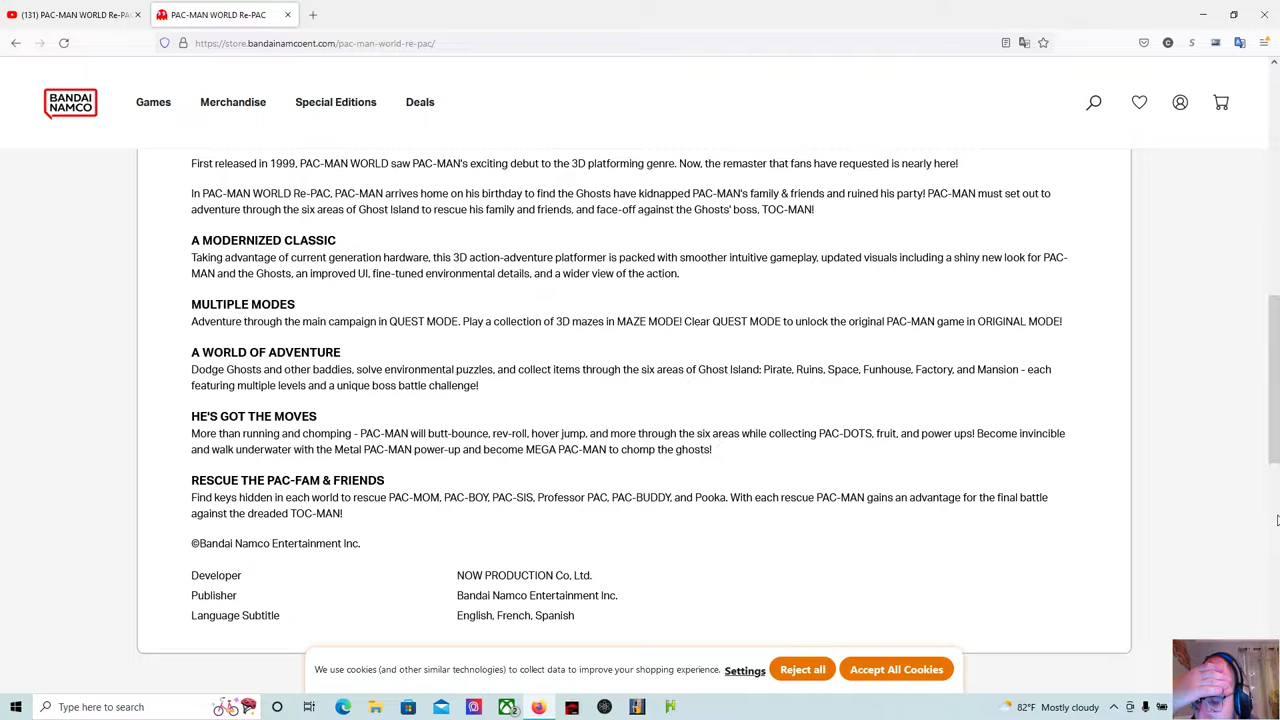 (131) PAC-MAN WORLD Re-PAC
PAC-MAN WORLD Re-PAC
https://store.bandainamcoent.com/pac-man-world-re-pac/
BANDAI
NAMCO
Games
Merchandise
Special Editions
Deals
First released in 1999, PAC-MAN WORLD saw PAC-MAN's exciting debut to the 3D platforming genre. Now, the remaster that fans have requested is nearly here!
In PAC-MAN WORLD Re-PAC, PAC-MAN arrives home on his birthday to find the Ghosts have kidnapped PAC-MAN's family & friends and ruined his party! PAC-MAN must set out to
adventure through the six areas of Ghost Island to rescue his family and friends, and face-off against the Ghosts' boss, TOC-MAN!
A MODERNIZED CLASSIC
Taking advantage of current generation hardware, this 3D action-adventure platformer is packed with smoother intuitive gameplay, updated visuals including a shiny new look for PAC-
MAN and the Ghosts, an improved UI, fine-tuned environmental details, and a wider view of the action.
MULTIPLE MODES
Adventure through the main campaign in QUEST MODE. Play a collection of 3D mazes in MAZE MODE! Clear QUEST MODE to unlock the original PAC-MAN game in ORIGINAL MODE!
A WORLD OF ADVENTURE
Dodge Ghosts and other baddies, solve environmental puzzles, and collect items through the six areas of Ghost Island: Pirate, Ruins, Space, Funhouse, Factory, and Mansion - each
featuring multiple levels and a unique boss battle challenge!
HE'S GOT THE MOVES
More than running and chomping - PAC-MAN will butt-bounce, rev-roll, hover jump, and more through the six areas while collecting PAC-DOTS, fruit, and power ups! Become invincible
and walk underwater with the Metal PAC-MAN power-up and become MEGA PAC-MAN to chomp the ghosts!
RESCUE THE PAC-FAM & FRIENDS
Find keys hidden in each world to rescue PAC-MOM, PAC-BOY, PAC-SIS, Professor PAC, PAC-BUDDY, and Pooka. With each rescue PAC-MAN gains an advantage for the final battle
against the dreaded TOC-MAN!
©Bandai Namco Entertainment Inc.
Developer NOW PRODUCTION Co, Ltd.
Publisher Bandai Namco Entertainment Inc.
Language Subtitle English, French, Spanish
We use cookies (and other similar technologies) to collect data to improve your shopping experience. Settings Reject all Accept All Cookies
Type here to search
82°F Mostly cloudy